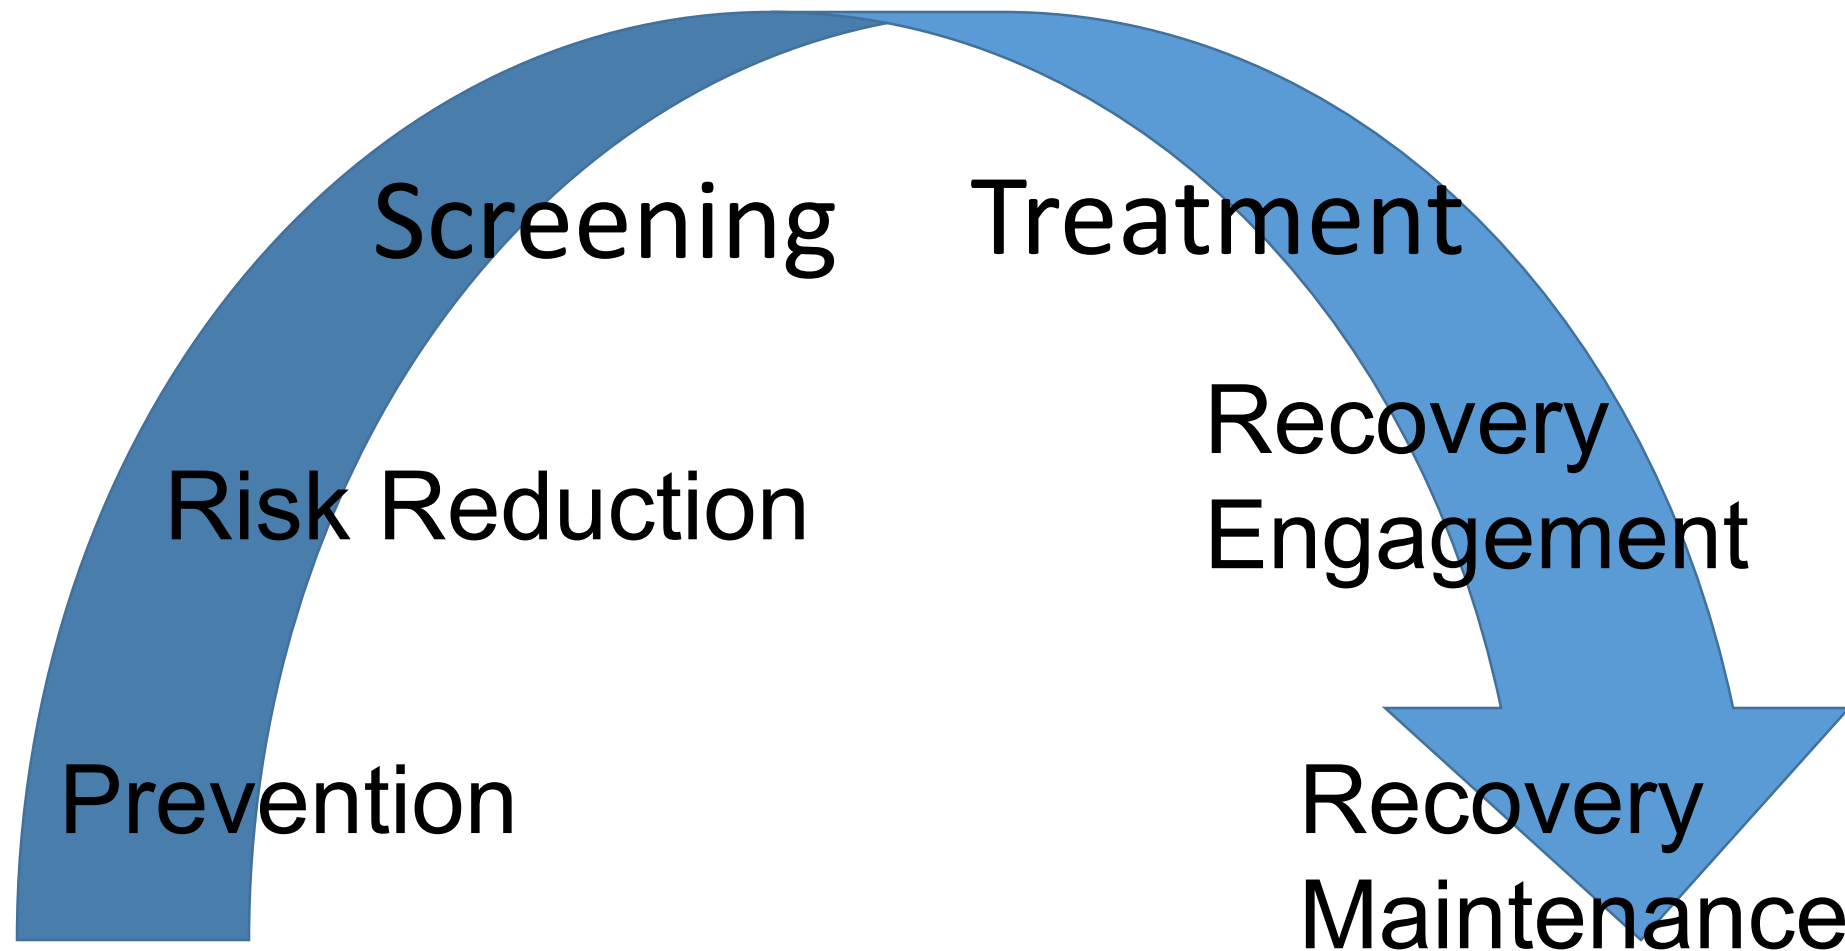 Screening
Treatment
Risk Reduction
Recovery
Engagement
Prevention
Recovery
Maintenance